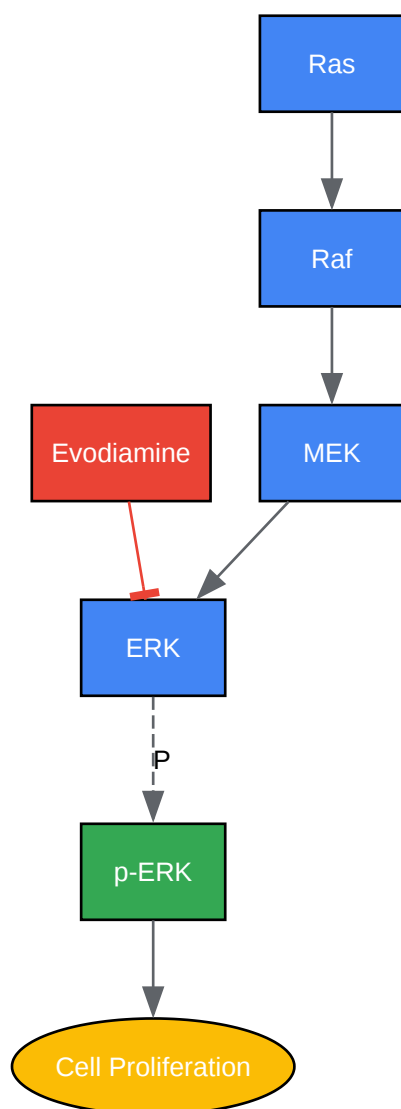 Ras
Raf
Evodiamine
MEK
ERK
P
p-ERK
Cell Proliferation